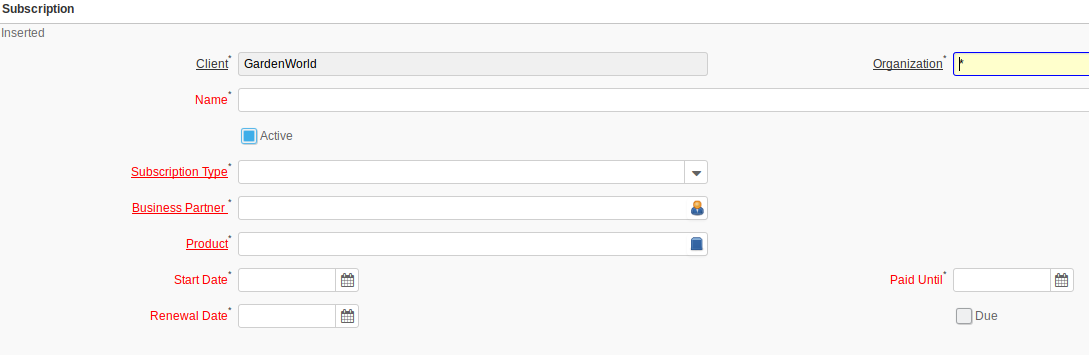 Subscription
Inserted
Client* GardenWorld Organization* *
Name*
Active
Subscription Type*
Business Partner*
Product*
Start Date* Paid Until*
Renewal Date* Due